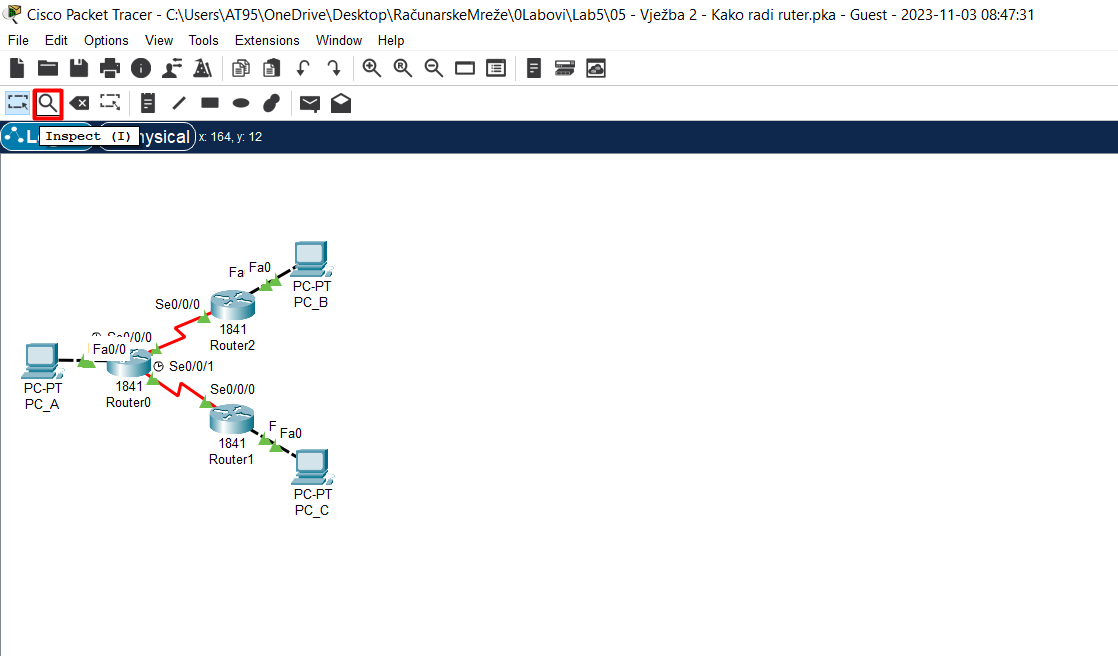 Cisco Packet Tracer - C:\Users\AT95\OneDrive\Desktop\RačunarskeMreže\0Labovi\Lab5\05 - Vježba 2 - Kako radi ruter.pka - Guest - 2023-11-03 08:47:31
File Edit Options View Tools Extensions Window Help
L Inspect (I) hysical x: 164, y: 12
Fa Fa0
PC-PT
PC_B
Se0/0/0
1841
Router2
Se0/0/0
Fa0/0
Se0/0/1
PC-PT
PC_A
1841
Router0
Se0/0/0
1841
Router1
F Fa0
PC-PT
PC_C